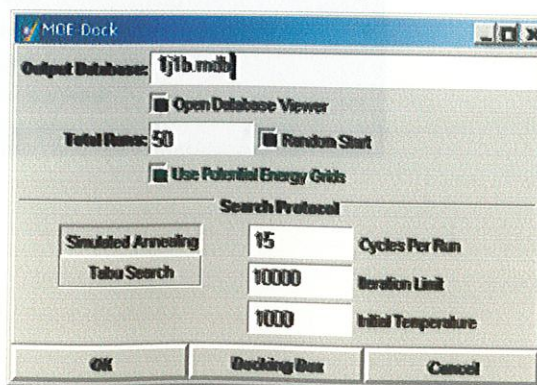 MOE-Dock
Output Database: 1j1b.mdb
Open Database Viewer
Total Runs: 50 Random Start
Use Potential Energy Grids
Search Protocol
Simulated Annealing 15 Cycles Per Run
Tabu Search 10000 Iteration Limit
1000 Initial Temperature
OK Docking Box Cancel